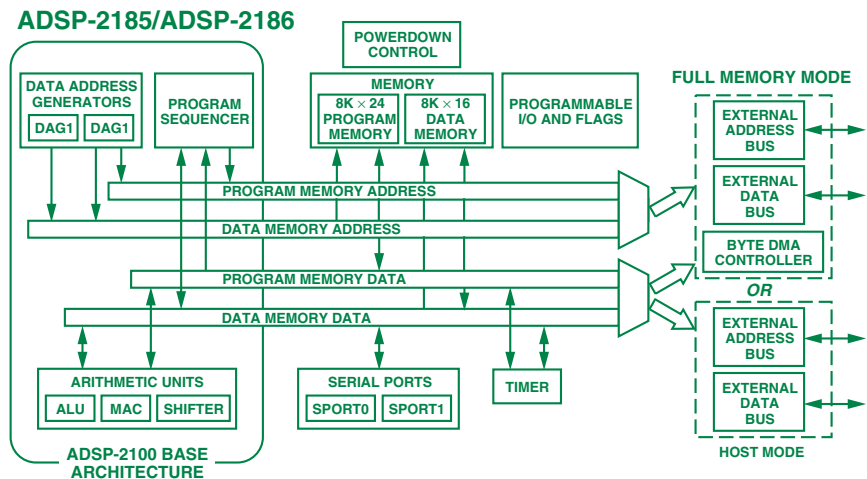 ADSP-2185/ADSP-2186
POWERDOWN
CONTROL
DATA ADDRESS
GENERATORS
DAG1
DAG1
PROGRAM
SEQUENCER
MEMORY
8K × 24
PROGRAM
MEMORY
8K × 16
DATA
MEMORY
PROGRAMMABLE
I/O AND FLAGS
FULL MEMORY MODE
EXTERNAL
ADDRESS
BUS
EXTERNAL
DATA
BUS
BYTE DMA
CONTROLLER
PROGRAM MEMORY ADDRESS
DATA MEMORY ADDRESS
PROGRAM MEMORY DATA
DATA MEMORY DATA
OR
EXTERNAL
ADDRESS
BUS
EXTERNAL
DATA
BUS
HOST MODE
ARITHMETIC UNITS
ALU
MAC
SHIFTER
SERIAL PORTS
SPORT0
SPORT1
TIMER
ADSP-2100 BASE
ARCHITECTURE